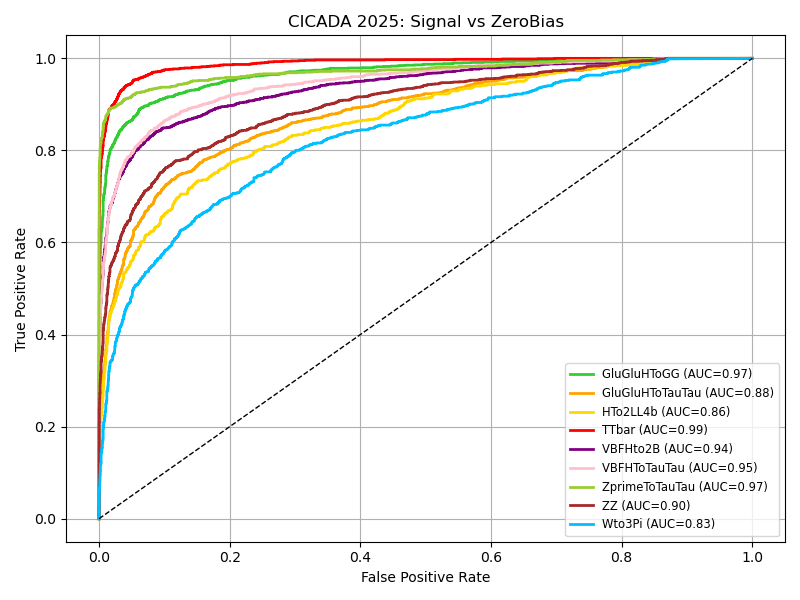 CICADA 2025: Signal vs ZeroBias
True Positive Rate
1.0
0.8
0.6
0.4
0.2
0.0
GluGluHToGG (AUC=0.97)
GluGluHToTauTau (AUC=0.88)
HTo2LL4b (AUC=0.86)
TTbar (AUC=0.99)
VBFHto2B (AUC=0.94)
VBFHToTauTau (AUC=0.95)
ZprimeToTauTau (AUC=0.97)
ZZ (AUC=0.90)
Wto3Pi (AUC=0.83)
0.0 0.2 0.4 0.6 0.8 1.0
False Positive Rate